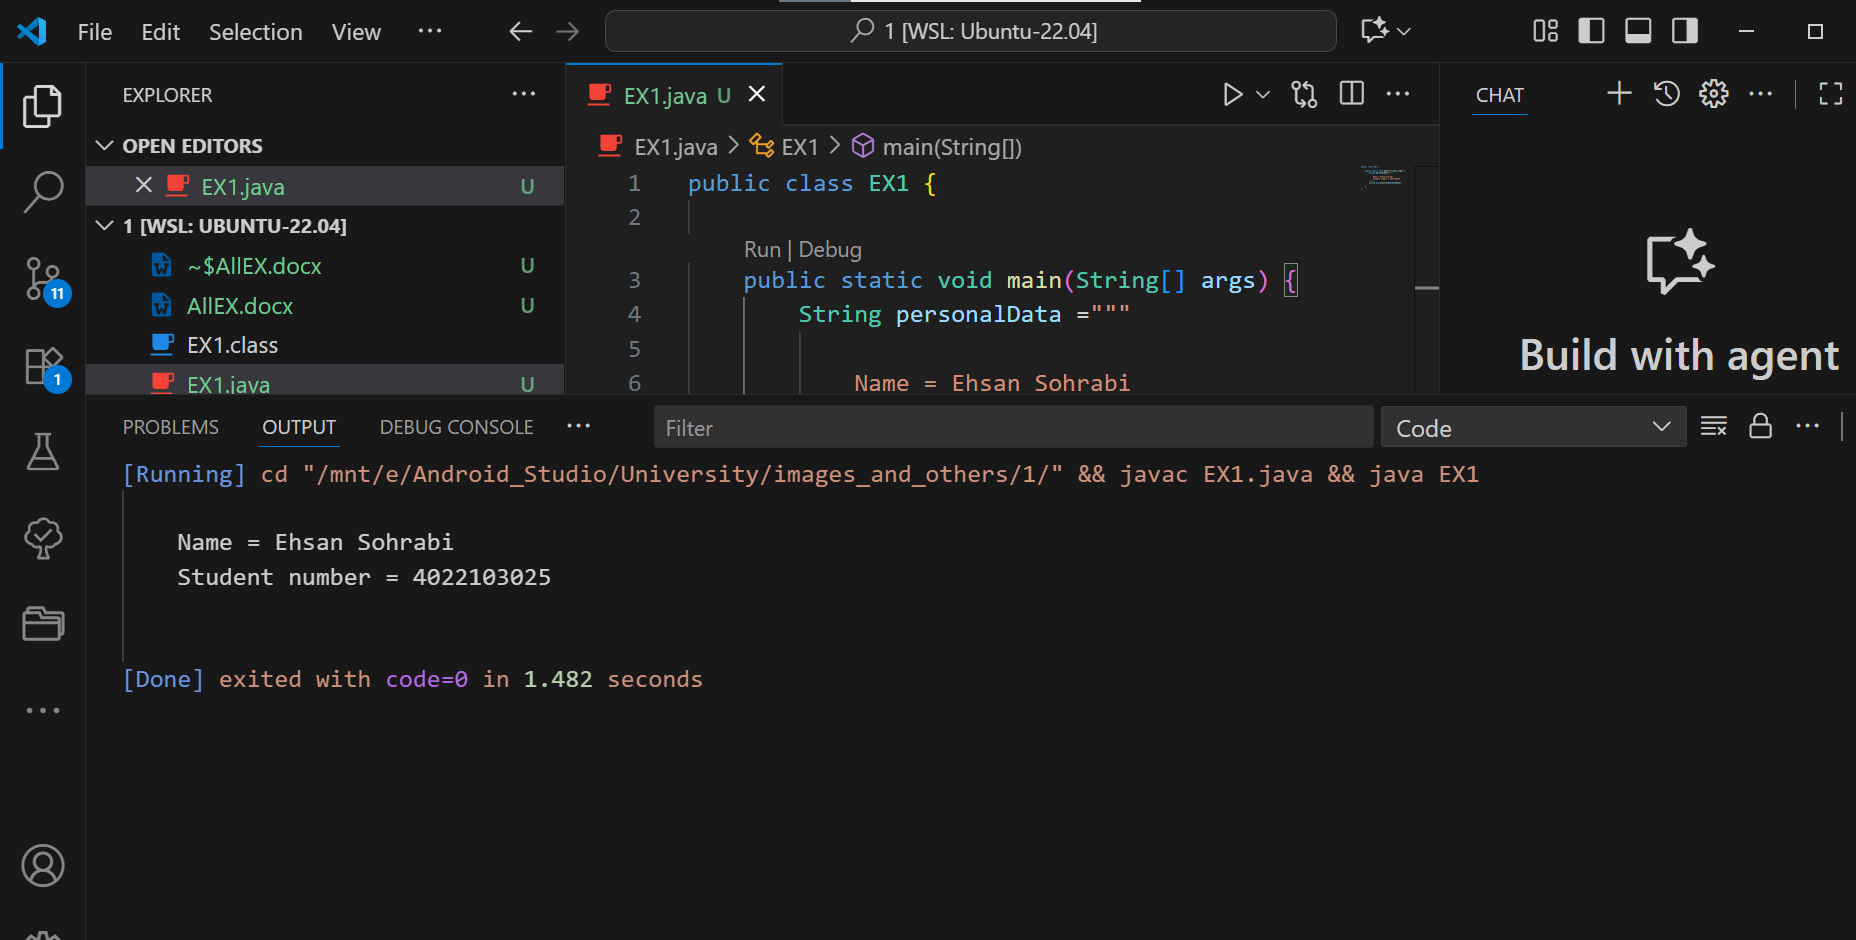 File Edit Selection View ··· 1 [WSL: Ubuntu-22.04]
EXPLORER ···
OPEN EDITORS
EX1.java U
1 [WSL: UBUNTU-22.04]
~$AllEX.docx U
AllEX.docx U
EX1.class
EX1.java U
11
1
EX1.java U
EX1.java > EX1 > main(String[])
1 public class EX1 {
2
Run | Debug
3 public static void main(String[] args) {
4 String personalData ="""
5
6 Name = Ehsan Sohrabi
CHAT
Build with agent
PROBLEMS OUTPUT DEBUG CONSOLE ··· Filter Code
[Running] cd "/mnt/e/Android_Studio/University/images_and_others/1/" && javac EX1.java && java EX1
Name = Ehsan Sohrabi
Student number = 4022103025
[Done] exited with code=0 in 1.482 seconds